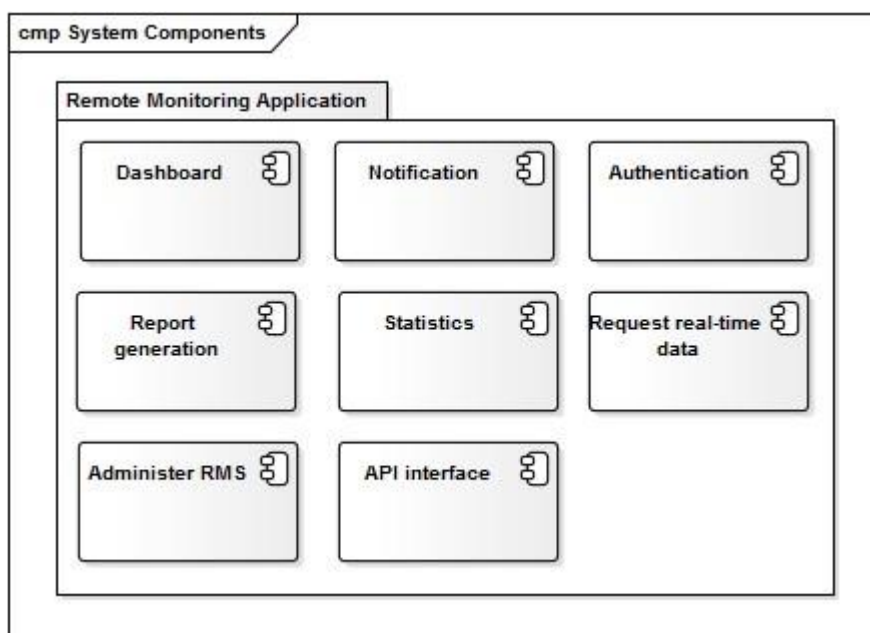 cmp System Components
Remote Monitoring Application
Dashboard
Notification
Authentication
Report
generation
Statistics
Request real-time
data
Administer RMS
API interface